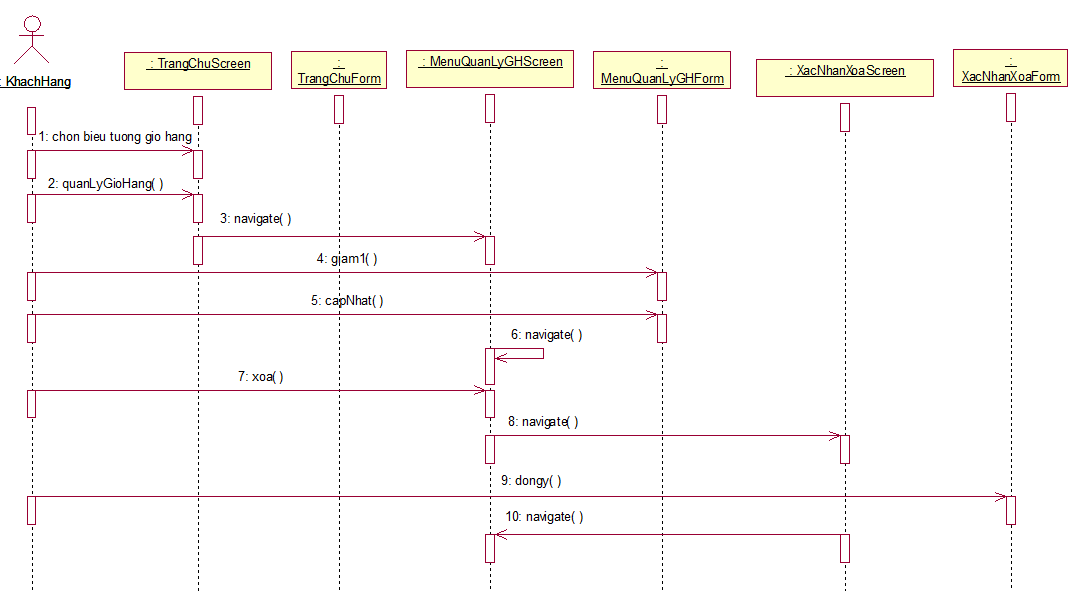 : KhachHang
: TrangChuScreen
:
TrangChuForm
: MenuQuanLyGHScreen
:
MenuQuanLyGHForm
: XacNhanXoaScreen
:
XacNhanXoaForm
1: chon bieu tuong gio hang
2: quanLyGioHang( )
3: navigate( )
4: giam1( )
5: capNhat( )
6: navigate( )
7: xoa( )
8: navigate( )
9: dongy( )
10: navigate( )